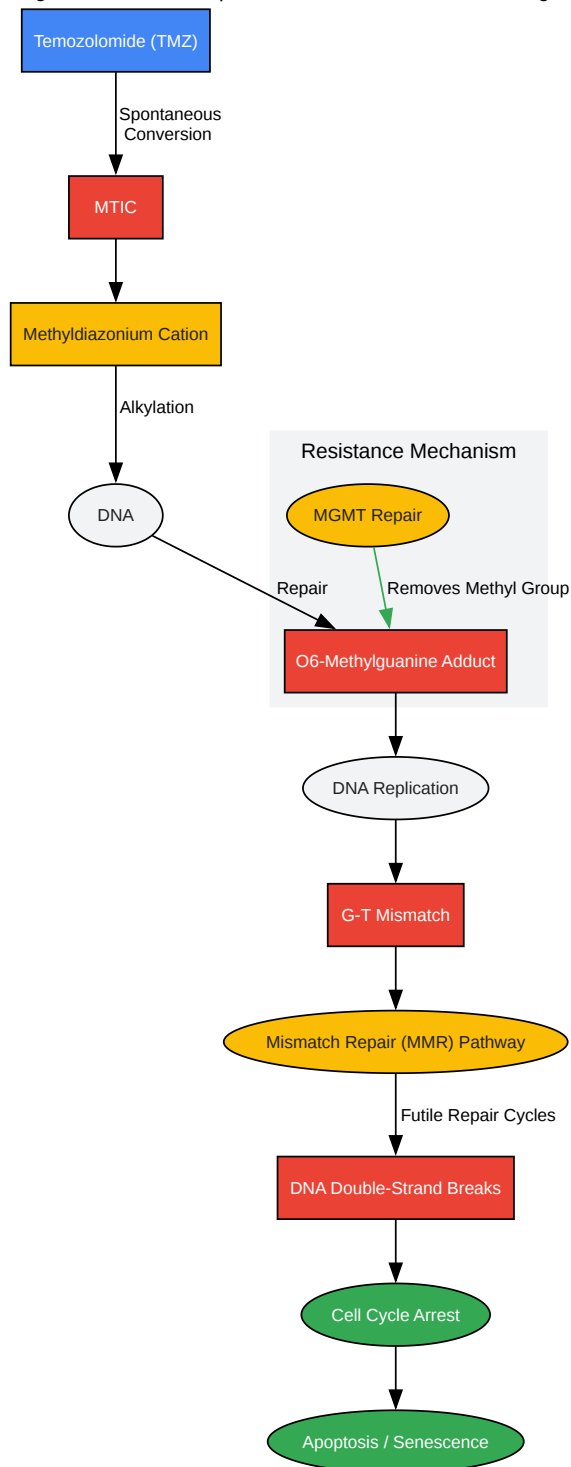 Temozolomide (TMZ)
Spontaneous
Conversion
MTIC
Methyldiazonium Cation
Alkylation
Resistance Mechanism
DNA
MGMT Repair
Repair
Removes Methyl Group
O6-Methylguanine Adduct
DNA Replication
G-T Mismatch
Mismatch Repair (MMR) Pathway
Futile Repair Cycles
DNA Double-Strand Breaks
Cell Cycle Arrest
Apoptosis / Senescence